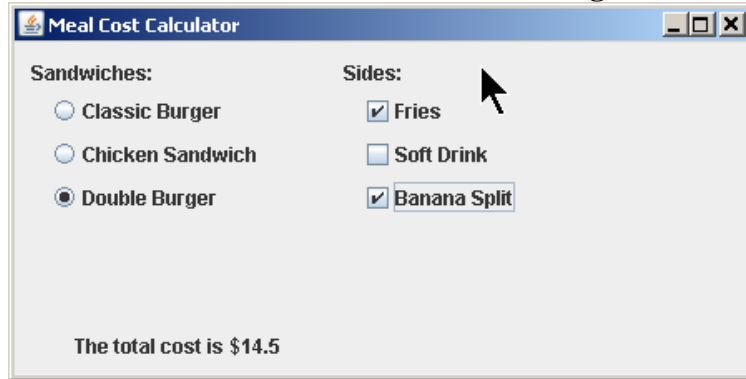 Meal Cost Calculator
Sandwiches:
Classic Burger
Chicken Sandwich
Double Burger
Sides:
Fries
Soft Drink
Banana Split
The total cost is $14.5